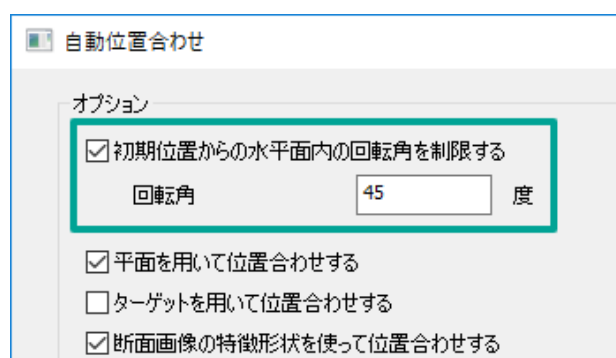 自動位置合わせ
オプション
初期位置からの水平面内の回転角を制限する
回転角 45 度
平面を用いて位置合わせする
ターゲットを用いて位置合わせする
断面画像の特徴形状を使って位置合わせする